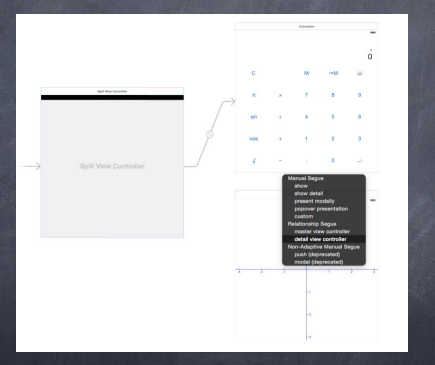 Calculator
0
Split View Controller
C M →M
π × 7 8 9
sin ÷ 4 5 6
Split View Controller
cos + 1 2 3
√ - . 0
Manual Segue
show
show detail
present modally
popover presentation
custom
Relationship Segue
master view controller
detail view controller
Non-Adaptive Manual Segue
push (deprecated)
modal (deprecated)